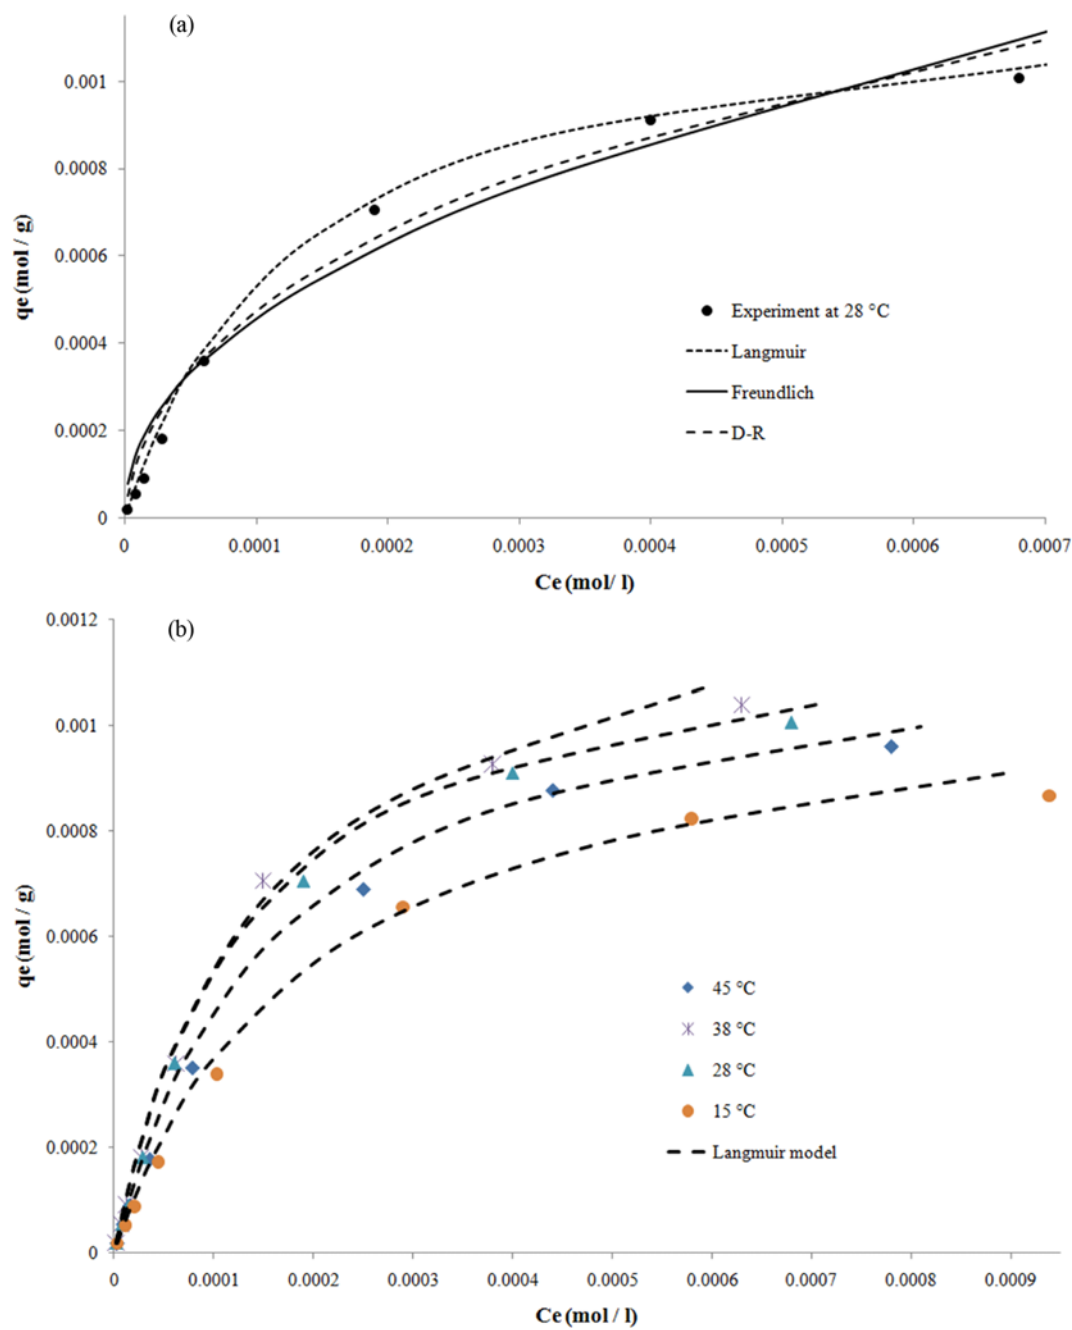 (a)
0.001
0.0008
0.0006
0.0004
0.0002
0
qe (mol / g)
Experiment at 28 °C
Langmuir
Freundlich
D-R
0 0.0001 0.0002 0.0003 0.0004 0.0005 0.0006 0.0007
Ce (mol/ l)
(b)
0.0012
0.001
0.0008
0.0006
0.0004
0.0002
0
qe (mol / g)
45 °C
38 °C
28 °C
15 °C
Langmuir model
0 0.0001 0.0002 0.0003 0.0004 0.0005 0.0006 0.0007 0.0008 0.0009
Ce (mol / l)